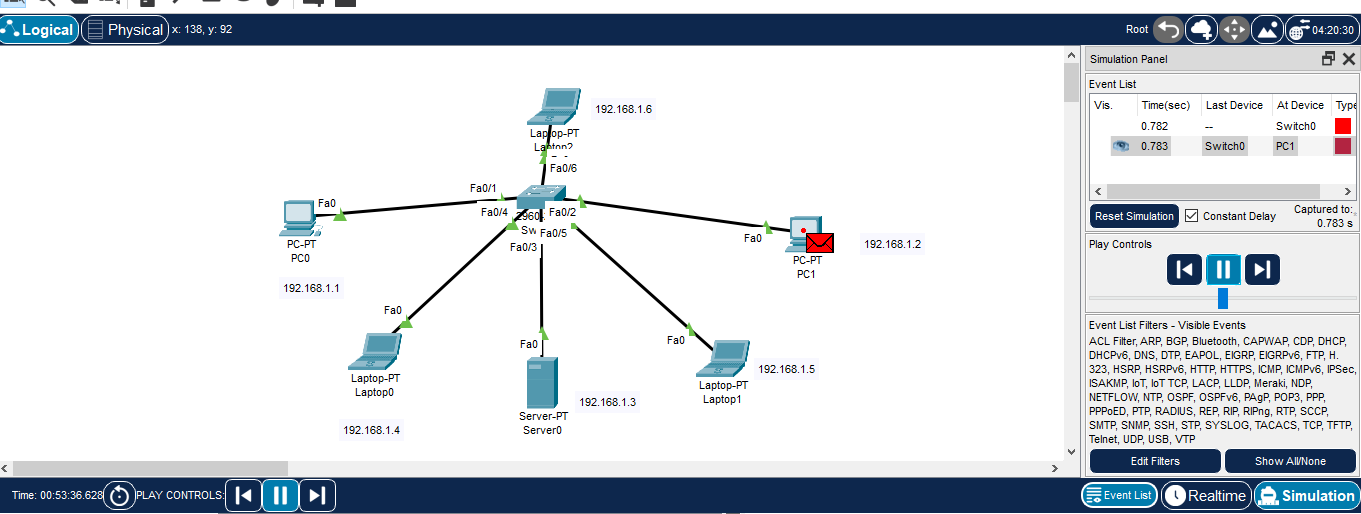 Logical Physical x: 138, y: 92 Root 04:20:30
Simulation Panel
Event List
Vis. Time(sec) Last Device At Device Type
0.782 -- Switch0
0.783 Switch0 PC1
Reset Simulation Constant Delay Captured to:
0.783 s
Play Controls
Event List Filters - Visible Events
ACL Filter, ARP, BGP, Bluetooth, CAPWAP, CDP, DHCP,
DHCPv6, DNS, DTP, EAPOL, EIGRP, EIGRPv6, FTP, H.
323, HSRP, HSRPv6, HTTP, HTTPS, ICMP, ICMPv6, IPSec,
ISAKMP, IoT, IoT TCP, LACP, LLDP, Meraki, NDP,
NETFLOW, NTP, OSPF, OSPFv6, PAgP, POP3, PPP,
PPPoED, PTP, RADIUS, REP, RIP, RIPng, RTP, SCCP,
SMTP, SNMP, SSH, STP, SYSLOG, TACACS, TCP, TFTP,
Telnet, UDP, USB, VTP
Edit Filters Show All/None
192.168.1.6
Laptop-PT
Laptop2
Fa0/6
Fa0/1
Fa0/4 2960 Fa0/2
Sw Fa0/5
Fa0/3
Fa0
PC-PT
PC0
192.168.1.1
Fa0
PC-PT
PC1
192.168.1.2
Fa0
Laptop-PT
Laptop0
192.168.1.4
Fa0
Server-PT
Server0
192.168.1.3
Fa0
Laptop-PT
Laptop1
192.168.1.5
Time: 00:53:36.628 PLAY CONTROLS: Event List Realtime Simulation